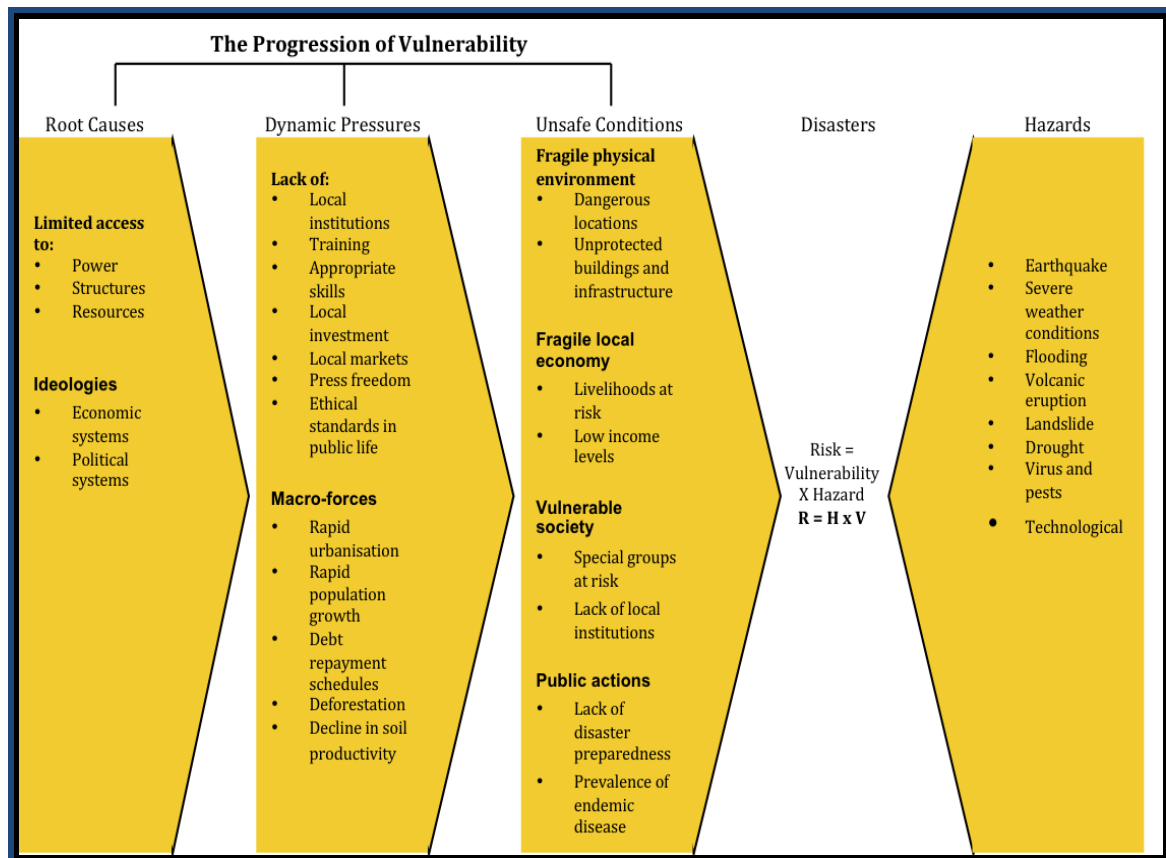 The Progression of Vulnerability
Root Causes
Limited access
to:
• Power
• Structures
• Resources
Ideologies
• Economic
systems
• Political
systems
Dynamic Pressures
Lack of:
• Local
institutions
• Training
• Appropriate
skills
• Local
investment
• Local markets
• Press freedom
• Ethical
standards in
public life
Macro-forces
• Rapid
urbanisation
• Rapid
population
growth
• Debt
repayment
schedules
• Deforestation
• Decline in soil
productivity
Unsafe Conditions
Fragile physical
environment
• Dangerous
locations
• Unprotected
buildings and
infrastructure
Fragile local
economy
• Livelihoods at
risk
• Low income
levels
Vulnerable
society
• Special groups
at risk
• Lack of local
institutions
Public actions
• Lack of
disaster
preparedness
• Prevalence of
endemic
disease
Disasters
Risk =
Vulnerability
X Hazard
R = H x V
Hazards
• Earthquake
• Severe
weather
conditions
• Flooding
• Volcanic
eruption
• Landslide
• Drought
• Virus and
pests
• Technological